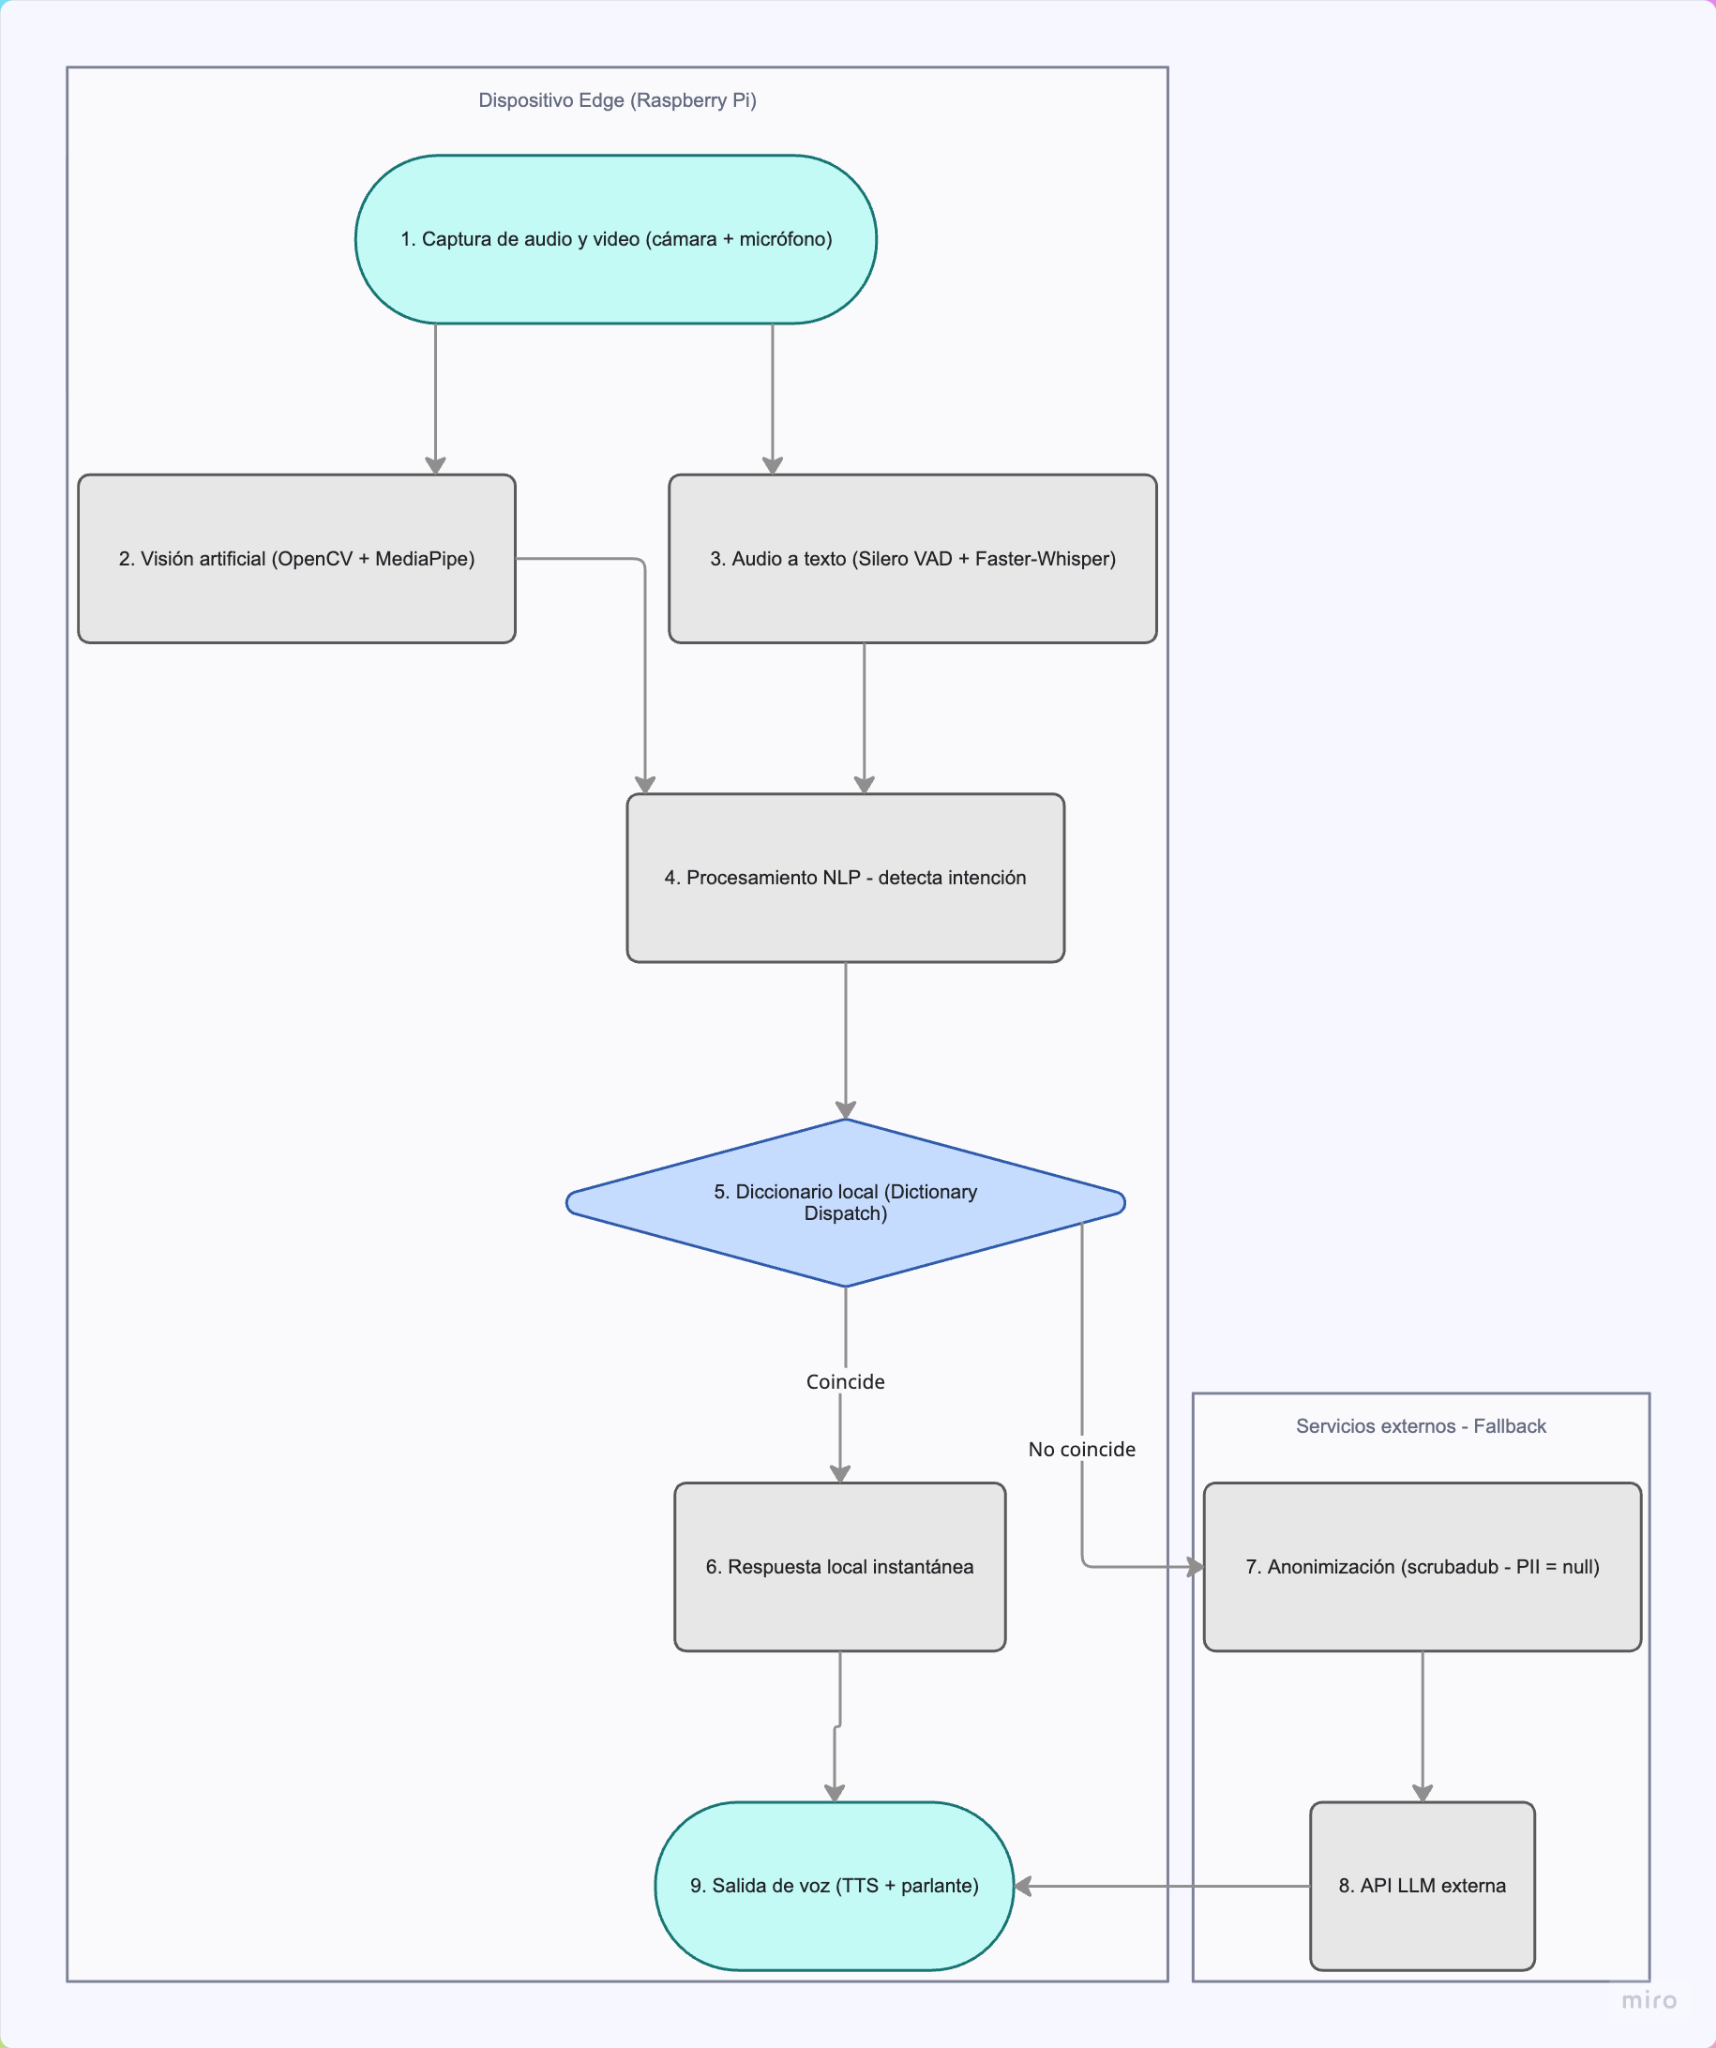 Dispositivo Edge (Raspberry Pi)
1. Captura de audio y video (cámara + micrófono)
2. Visión artificial (OpenCV + MediaPipe)
3. Audio a texto (Silero VAD + Faster-Whisper)
4. Procesamiento NLP - detecta intención
5. Diccionario local (Dictionary
Dispatch)
Coincide
No coincide
Servicios externos - Fallback
6. Respuesta local instantánea
7. Anonimización (scrubadub - PII = null)
9. Salida de voz (TTS + parlante)
8. API LLM externa
miro